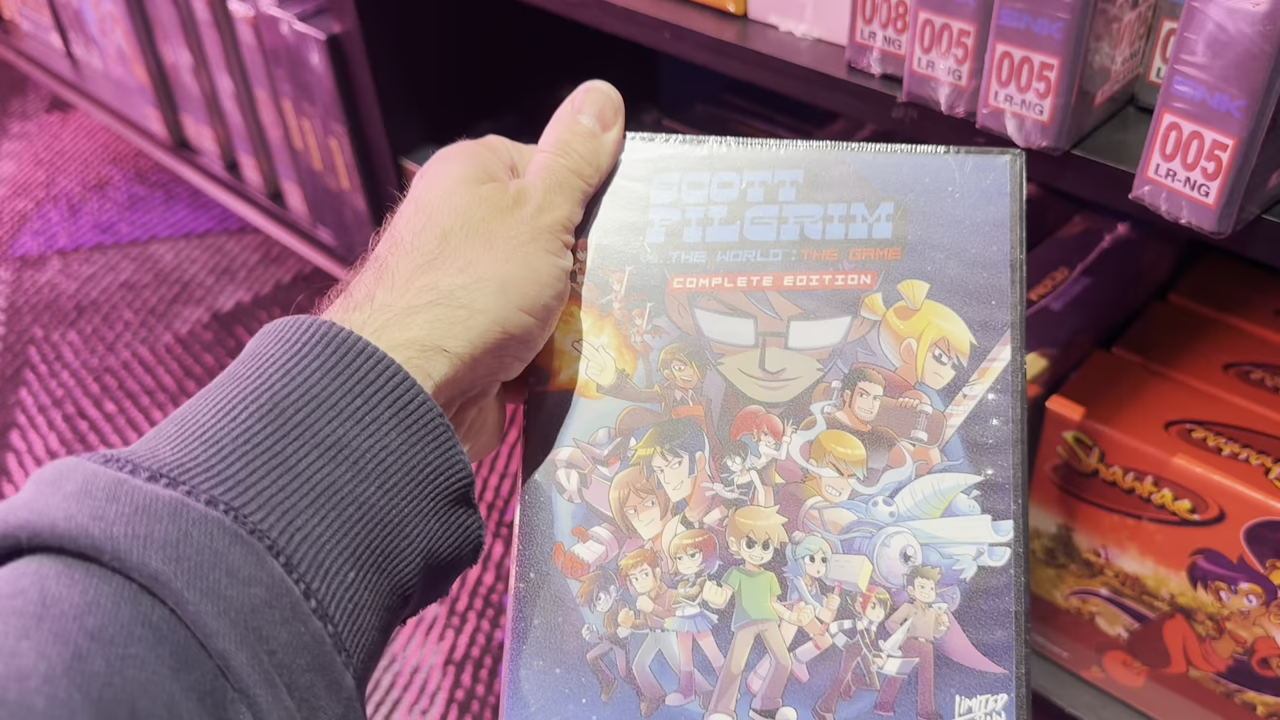 008
LR-NG
005
LR-NG
SNK
005
LR-NG
SNK
005
LR-NG
SCOTT
PILGRIM
THE WORLD : THE GAME
COMPLETE EDITION
Shantae
LIMITED
RUN